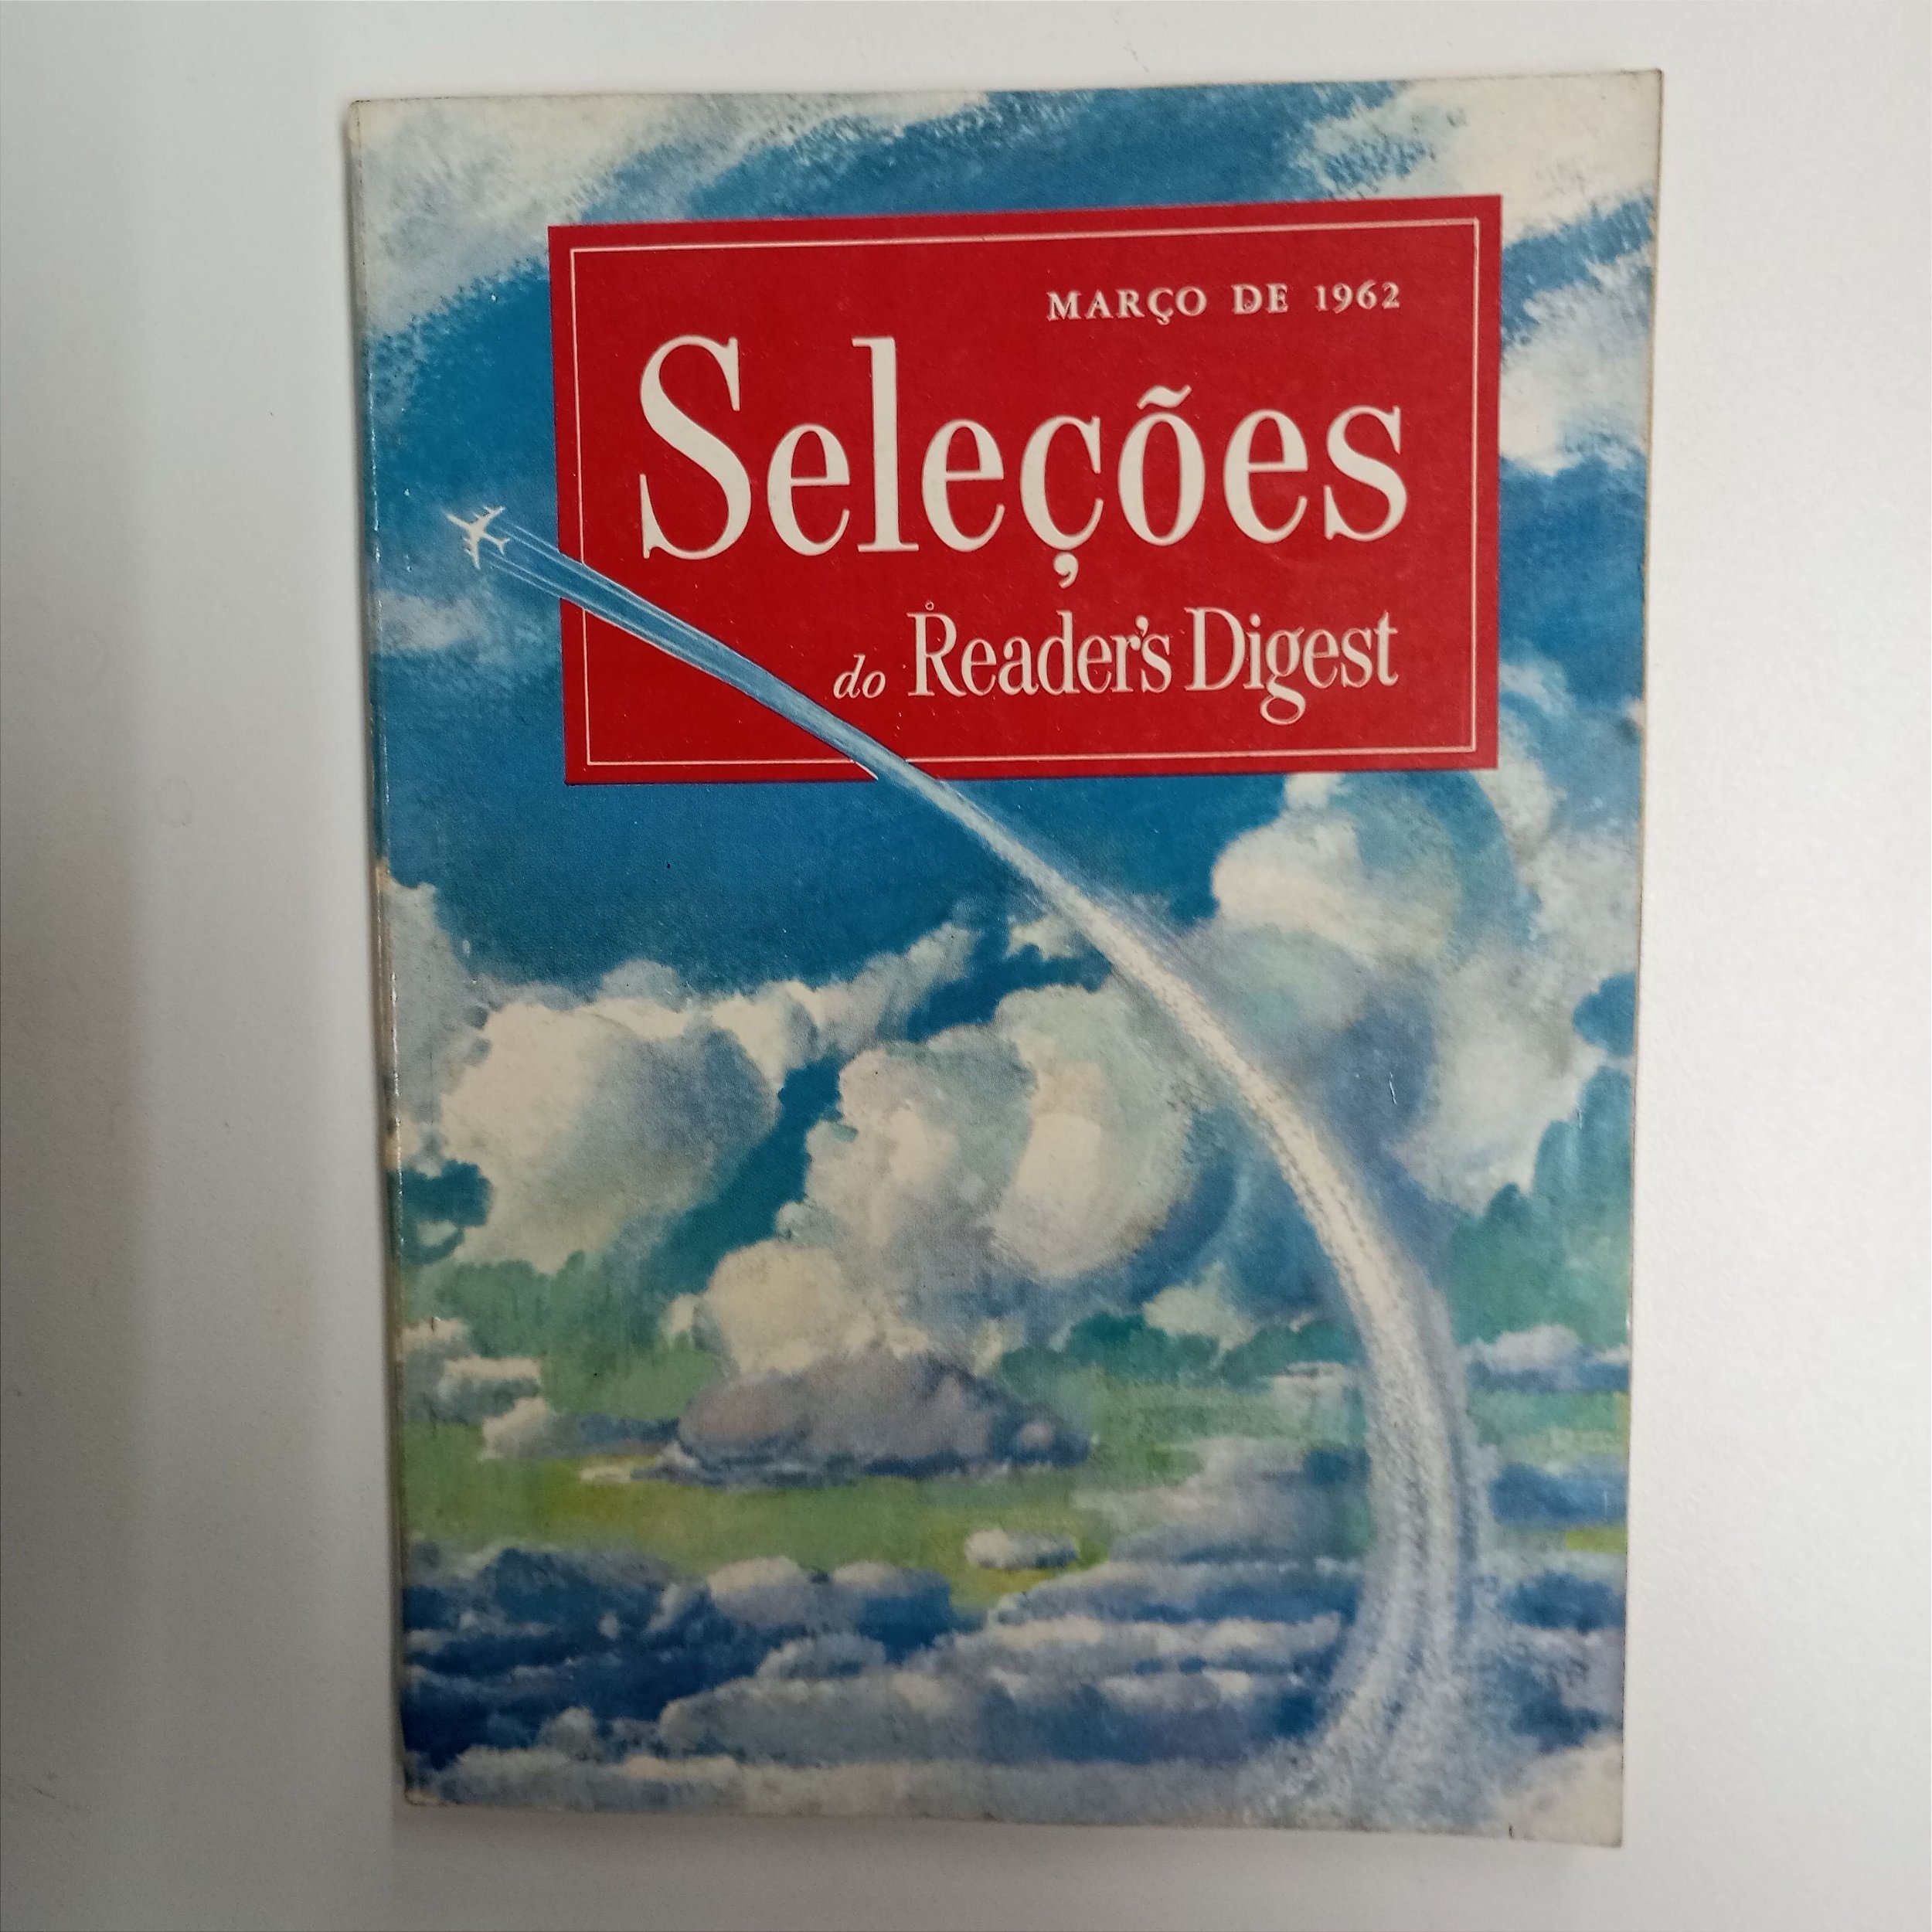 MARÇO DE 1962
Seleções
do Reader's Digest